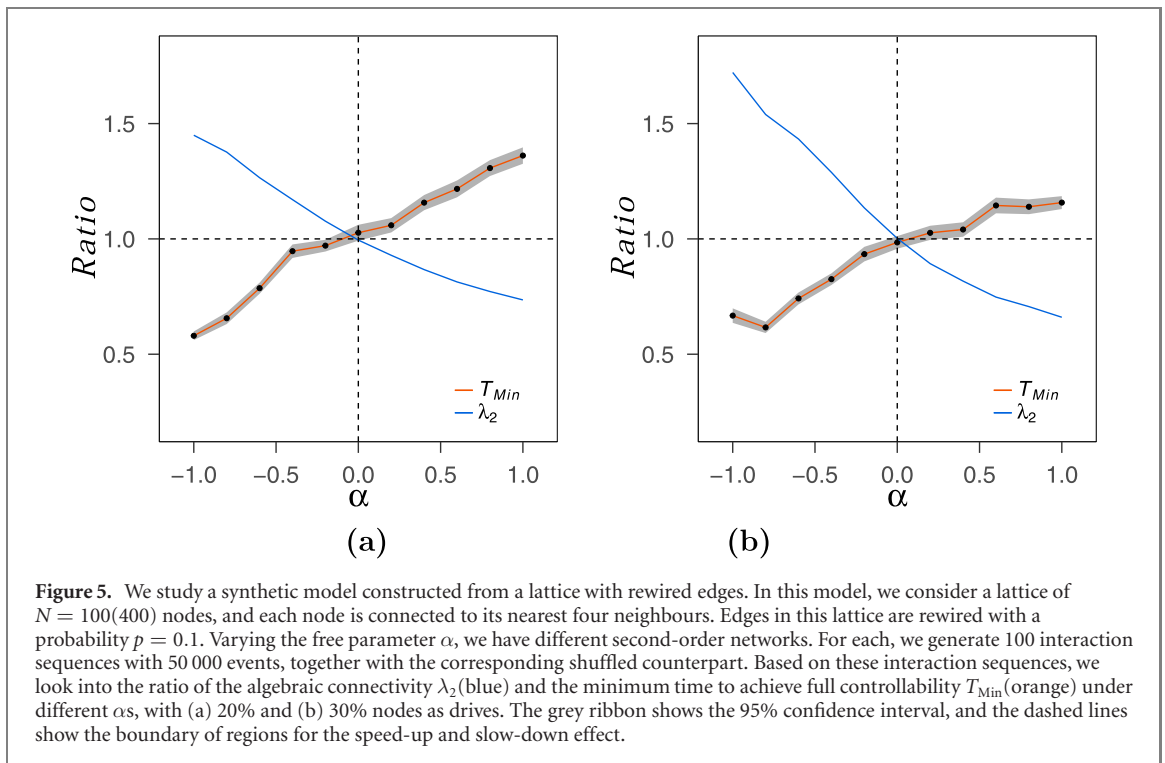 1.5
1.0
0.5
Ratio
−1.0 −0.5 0.0 0.5 1.0
α
T_Min
λ₂
(a)
1.5
1.0
0.5
Ratio
−1.0 −0.5 0.0 0.5 1.0
α
T_Min
λ₂
(b)
Figure 5. We study a synthetic model constructed from a lattice with rewired edges. In this model, we consider a lattice of
N = 100(400) nodes, and each node is connected to its nearest four neighbours. Edges in this lattice are rewired with a
probability p = 0.1. Varying the free parameter α, we have different second-order networks. For each, we generate 100 interaction
sequences with 50 000 events, together with the corresponding shuffled counterpart. Based on these interaction sequences, we
look into the ratio of the algebraic connectivity λ₂(blue) and the minimum time to achieve full controllability T_Min(orange) under
different αs, with (a) 20% and (b) 30% nodes as drives. The grey ribbon shows the 95% confidence interval, and the dashed lines
show the boundary of regions for the speed-up and slow-down effect.